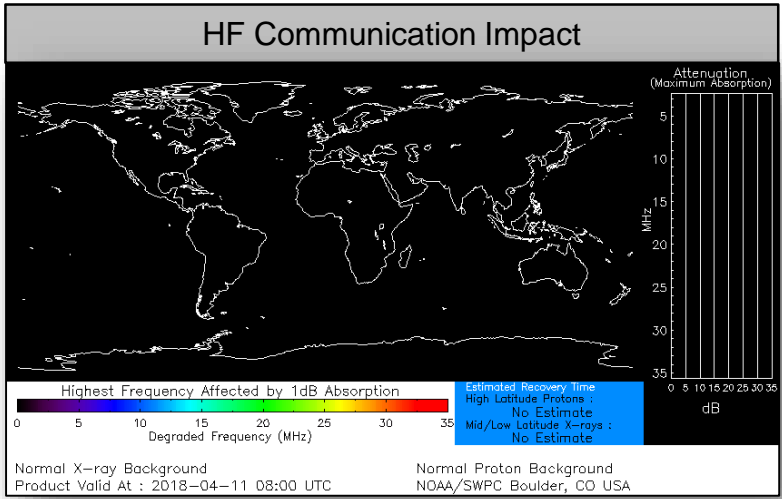 HF Communication Impact
Attenuation
(Maximum Absorption)
5
10
15
20
25
30
35
MHz
0 5 10 15 20 25 30 35
dB
Highest Frequency Affected by 1dB Absorption
0 5 10 15 20 25 30 35
Degraded Frequency (MHz)
Estimated Recovery Time
High Latitude Protons :
No Estimate
Mid/Low Latitude X-rays :
No Estimate
Normal X-ray Background
Normal Proton Background
Product Valid At : 2018-04-11 08:00 UTC
NOAA/SWPC Boulder, CO USA